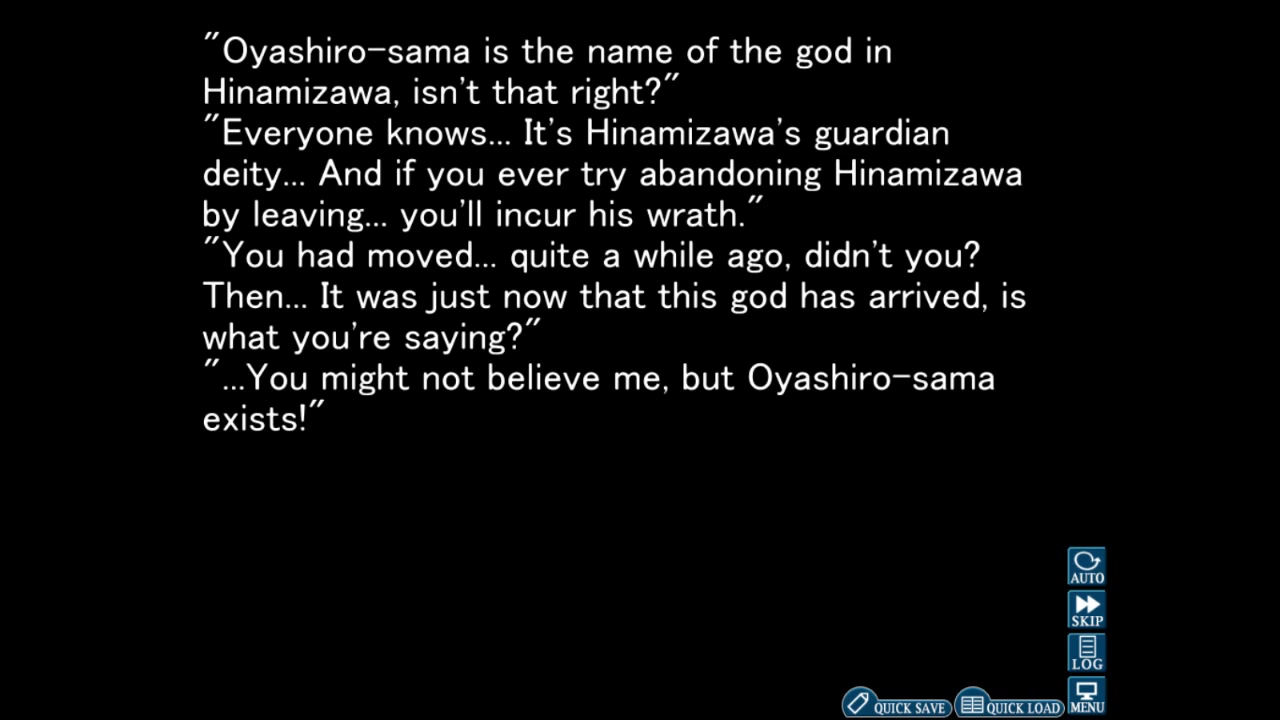 "Oyashiro-sama is the name of the god in
Hinamizawa, isn't that right?"
"Everyone knows... It's Hinamizawa's guardian
deity... And if you ever try abandoning Hinamizawa
by leaving... you'll incur his wrath."
"You had moved... quite a while ago, didn't you?
Then... It was just now that this god has arrived, is
what you're saying?"
"...You might not believe me, but Oyashiro-sama
exists!"
AUTO
SKIP
LOG
QUICK SAVE QUICK LOAD MENU